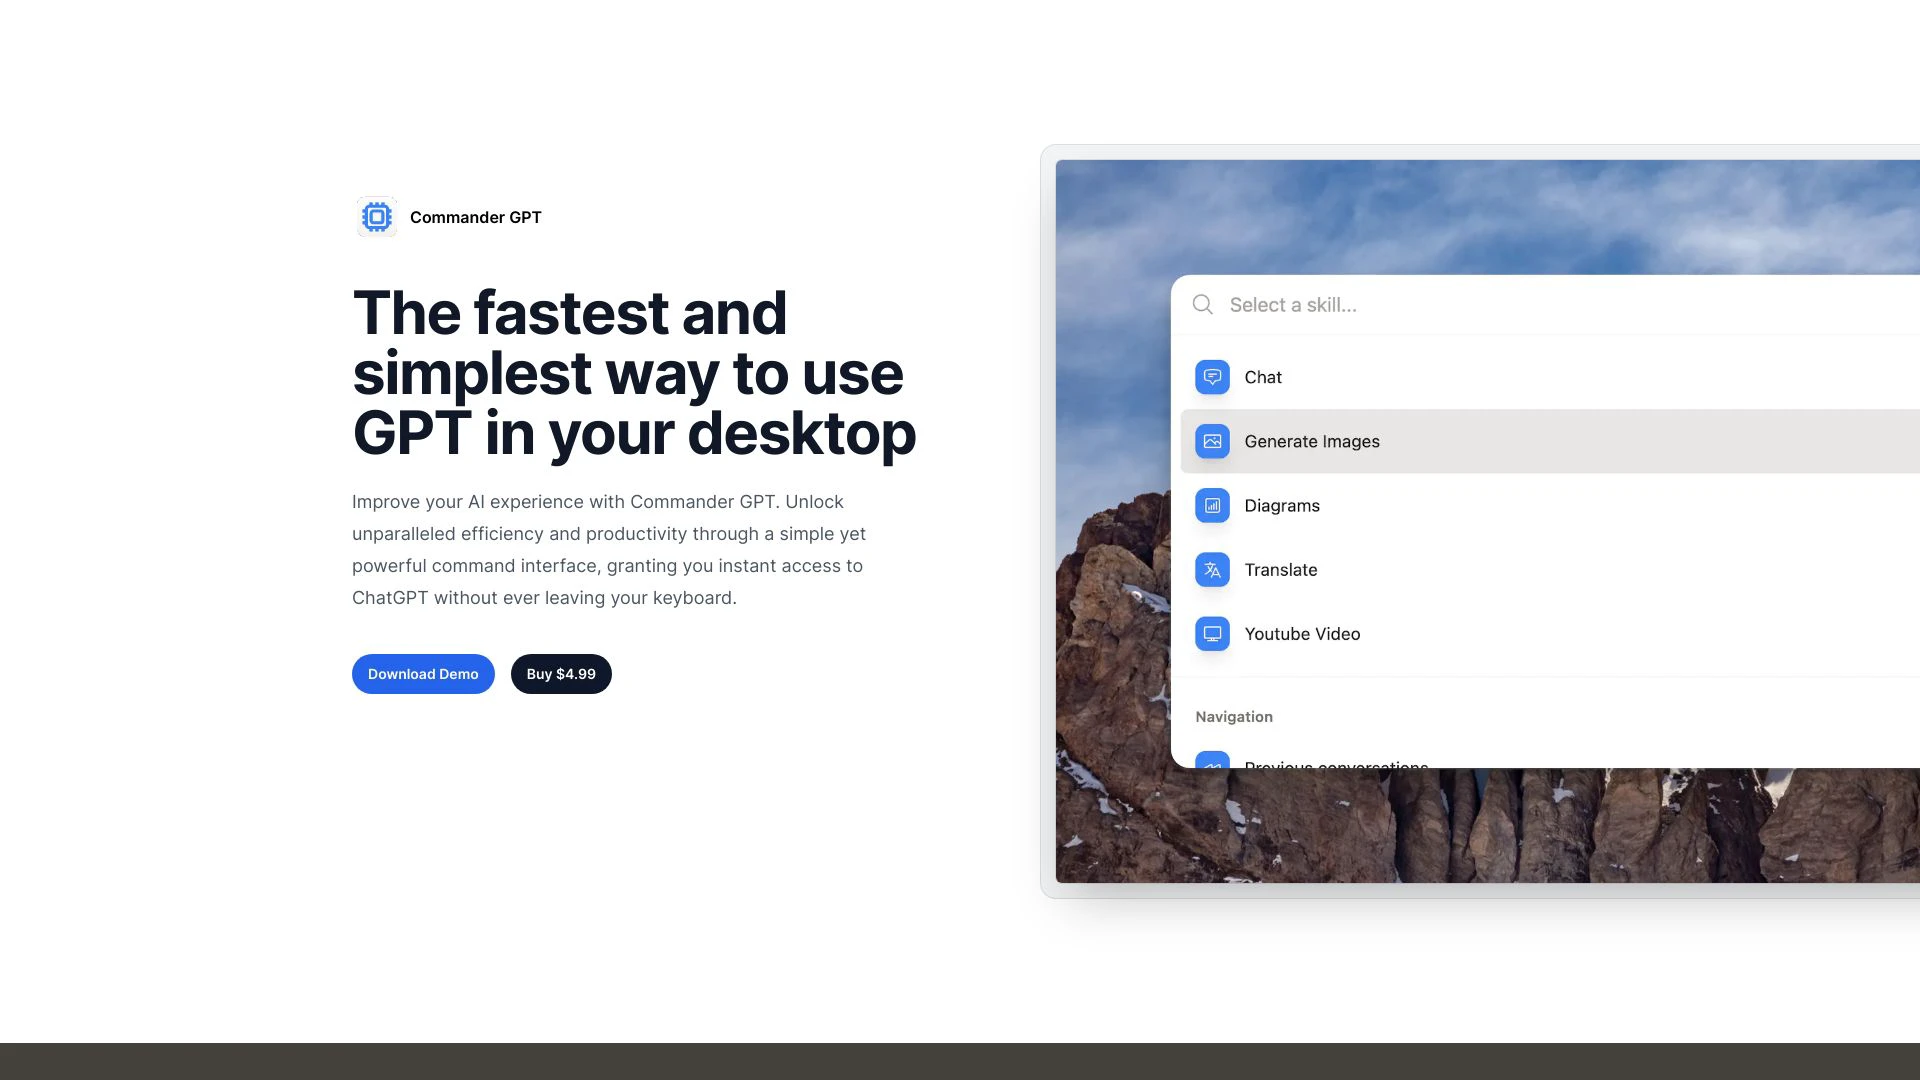 Commander GPT
The fastest and
simplest way to use
GPT in your desktop
Improve your AI experience with Commander GPT. Unlock
unparalleled efficiency and productivity through a simple yet
powerful command interface, granting you instant access to
ChatGPT without ever leaving your keyboard.
Download Demo
Buy $4.99
Select a skill...
Chat
Generate Images
Diagrams
Translate
Youtube Video
Navigation
Previous conversations